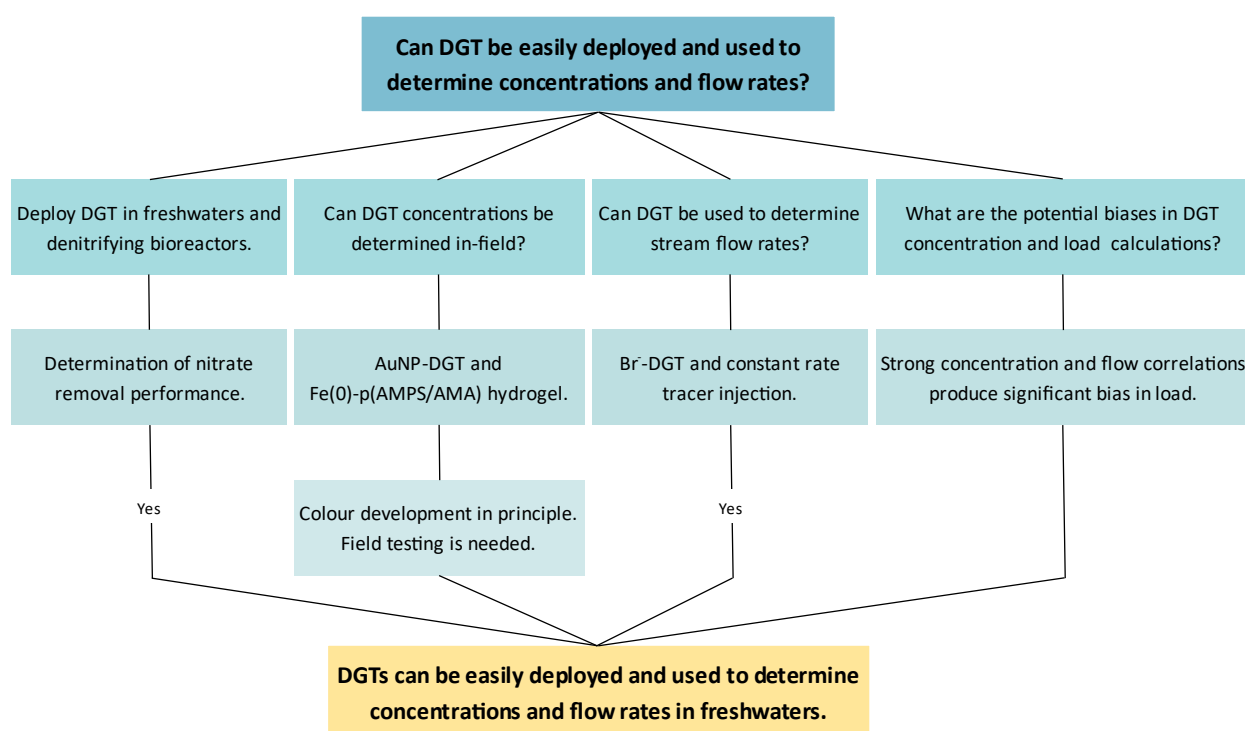 Can DGT be easily deployed and used to
determine concentrations and flow rates?
Deploy DGT in freshwaters and
denitrifying bioreactors.
Can DGT concentrations be
determined in-field?
Can DGT be used to determine
stream flow rates?
What are the potential biases in DGT
concentration and load calculations?
Determination of nitrate
removal performance.
AuNP-DGT and
Fe(0)-p(AMPS/AMA) hydrogel.
Br⁻-DGT and constant rate
tracer injection.
Strong concentration and flow correlations
produce significant bias in load.
Yes
Colour development in principle.
Field testing is needed.
Yes
DGTs can be easily deployed and used to determine
concentrations and flow rates in freshwaters.